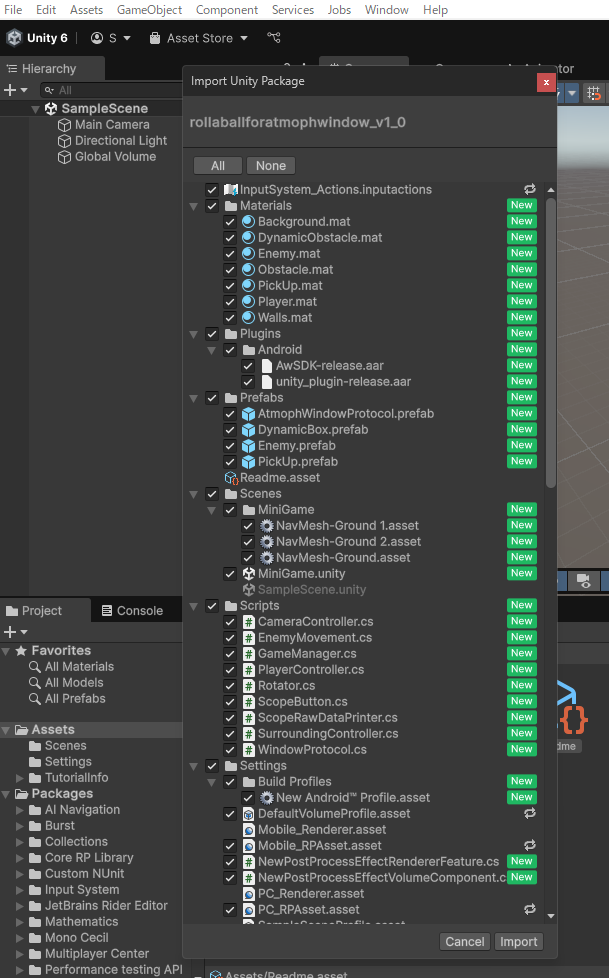 File Edit Assets GameObject Component Services Jobs Window Help
Unity 6 S Asset Store
Hierarchy
All
SampleScene
Main Camera
Directional Light
Global Volume
Import Unity Package
x
rollaballforatmophwindow_v1_0
All None
InputSystem_Actions.inputactions
Materials New
Background.mat New
DynamicObstacle.mat New
Enemy.mat New
Obstacle.mat New
PickUp.mat New
Player.mat New
Walls.mat New
Plugins New
Android New
AwSDK-release.aar New
unity_plugin-release.aar New
Prefabs New
AtmophWindowProtocol.prefab New
DynamicBox.prefab New
Enemy.prefab New
PickUp.prefab New
Readme.asset
Scenes New
MiniGame New
NavMesh-Ground 1.asset New
NavMesh-Ground 2.asset New
NavMesh-Ground.asset New
MiniGame.unity New
SampleScene.unity
Scripts New
CameraController.cs New
EnemyMovement.cs New
GameManager.cs New
PlayerController.cs New
Rotator.cs New
ScopeButton.cs New
ScopeRawDataPrinter.cs New
SurroundingController.cs New
WindowProtocol.cs New
Settings New
Build Profiles New
New Android™ Profile.asset New
DefaultVolumeProfile.asset
Mobile_Renderer.asset
Mobile_RPAsset.asset
NewPostProcessEffectRendererFeature.cs New
NewPostProcessEffectVolumeComponent.c New
PC_Renderer.asset
PC_RPAsset.asset
SampleSceneProfile.asset
Cancel Import
Project Console
Favorites
All Materials
All Models
All Prefabs
Assets
Scenes
Settings
TutorialInfo
Packages
AI Navigation
Burst
Collections
Core RP Library
Custom NUnit
Input System
JetBrains Rider Editor
Mathematics
Mono Cecil
Multiplayer Center
Performance testing API
Assets/Readme.asset